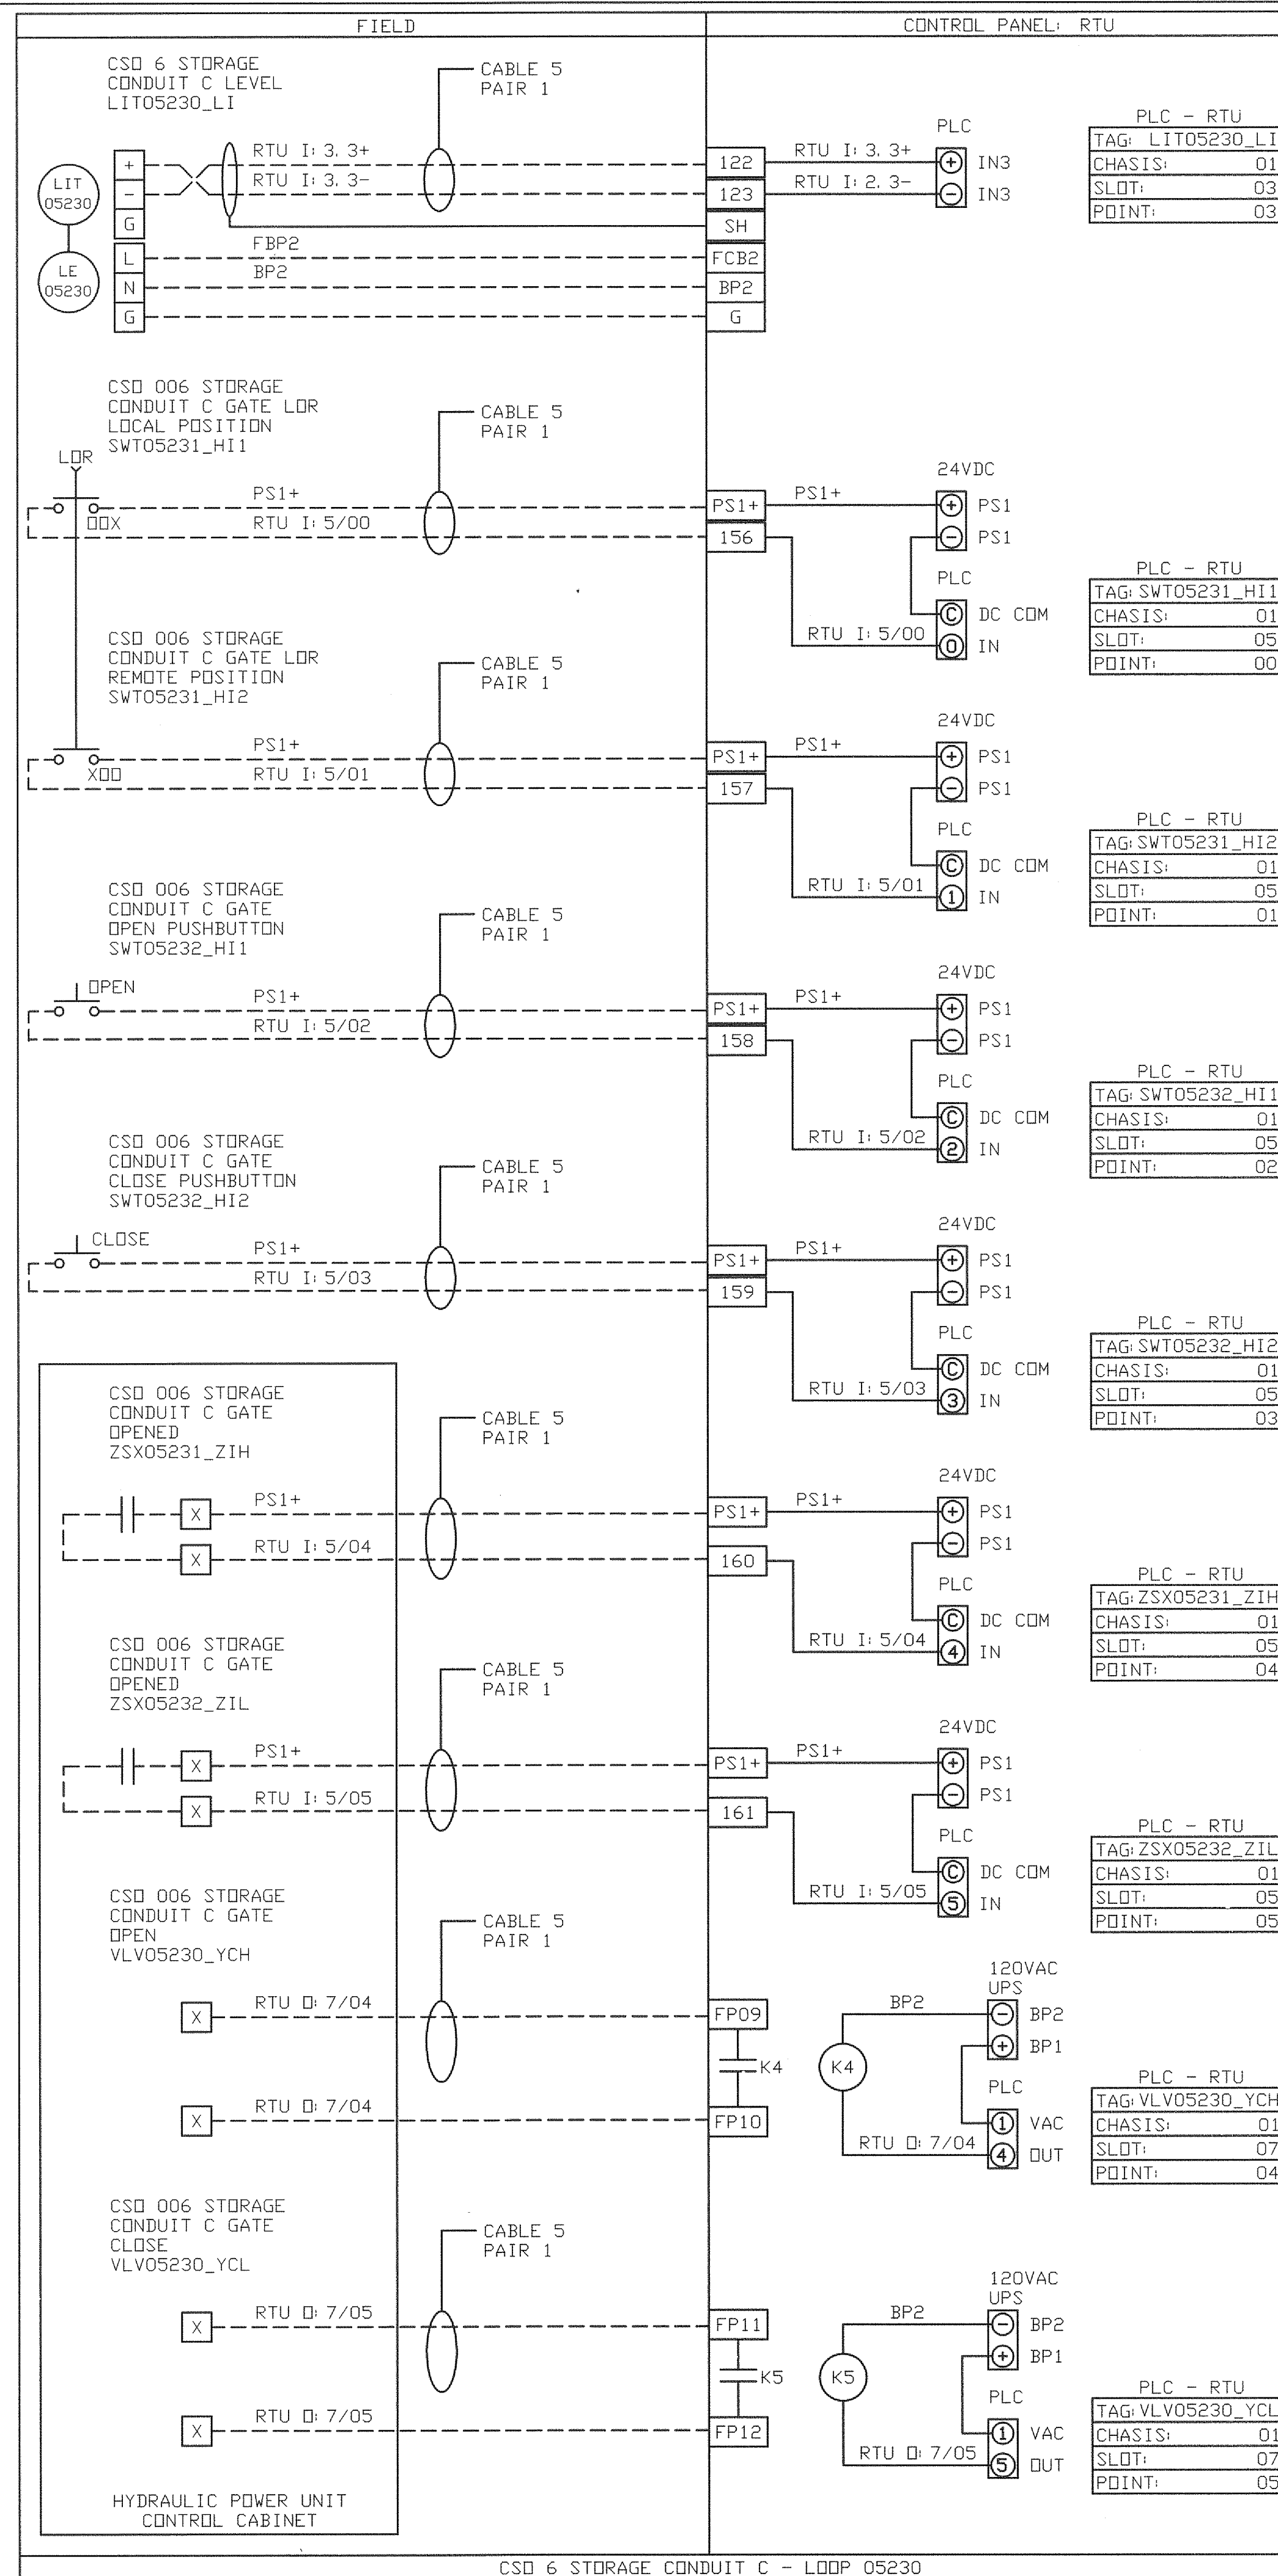 FIELD
CONTROL PANEL: RTU
CSO 6 STORAGE
CONDUIT C LEVEL
LIT05230_LI
CABLE 5
PAIR 1
LIT
05230
LE
05230
+
-
G
L
N
G
RTU I: 3. 3+
RTU I: 3. 3-
FBP2
BP2
122
123
SH
FCB2
BP2
G
RTU I: 3. 3+
RTU I: 2. 3-
PLC
+ IN3
- IN3
PLC - RTU
TAG: LIT05230_LI
CHASIS: 01
SLOT: 03
POINT: 03
CSO 006 STORAGE
CONDUIT C GATE LOR
LOCAL POSITION
SWT05231_HI1
CABLE 5
PAIR 1
LOR
OOX
PS1+
RTU I: 5/00
PS1+
156
PS1+
RTU I: 5/00
24VDC
+ PS1
- PS1
PLC
C DC COM
0 IN
PLC - RTU
TAG: SWT05231_HI1
CHASIS: 01
SLOT: 05
POINT: 00
CSO 006 STORAGE
CONDUIT C GATE LOR
REMOTE POSITION
SWT05231_HI2
CABLE 5
PAIR 1
XOO
PS1+
RTU I: 5/01
PS1+
157
PS1+
RTU I: 5/01
24VDC
+ PS1
- PS1
PLC
C DC COM
1 IN
PLC - RTU
TAG: SWT05231_HI2
CHASIS: 01
SLOT: 05
POINT: 01
CSO 006 STORAGE
CONDUIT C GATE
OPEN PUSHBUTTON
SWT05232_HI1
CABLE 5
PAIR 1
OPEN
PS1+
RTU I: 5/02
PS1+
158
PS1+
RTU I: 5/02
24VDC
+ PS1
- PS1
PLC
C DC COM
2 IN
PLC - RTU
TAG: SWT05232_HI1
CHASIS: 01
SLOT: 05
POINT: 02
CSO 006 STORAGE
CONDUIT C GATE
CLOSE PUSHBUTTON
SWT05232_HI2
CABLE 5
PAIR 1
CLOSE
PS1+
RTU I: 5/03
PS1+
159
PS1+
RTU I: 5/03
24VDC
+ PS1
- PS1
PLC
C DC COM
3 IN
PLC - RTU
TAG: SWT05232_HI2
CHASIS: 01
SLOT: 05
POINT: 03
CSO 006 STORAGE
CONDUIT C GATE
OPENED
ZSX05231_ZIH
CABLE 5
PAIR 1
X
X
PS1+
RTU I: 5/04
PS1+
160
PS1+
RTU I: 5/04
24VDC
+ PS1
- PS1
PLC
C DC COM
4 IN
PLC - RTU
TAG: ZSX05231_ZIH
CHASIS: 01
SLOT: 05
POINT: 04
CSO 006 STORAGE
CONDUIT C GATE
OPENED
ZSX05232_ZIL
CABLE 5
PAIR 1
X
X
PS1+
RTU I: 5/05
PS1+
161
PS1+
RTU I: 5/05
24VDC
+ PS1
- PS1
PLC
C DC COM
5 IN
PLC - RTU
TAG: ZSX05232_ZIL
CHASIS: 01
SLOT: 05
POINT: 05
CSO 006 STORAGE
CONDUIT C GATE
OPEN
VLV05230_YCH
CABLE 5
PAIR 1
X
X
RTU O: 7/04
RTU O: 7/04
FP09
K4
FP10
BP2
K4
RTU O: 7/04
120VAC
UPS
- BP2
+ BP1
PLC
1 VAC
4 OUT
PLC - RTU
TAG: VLV05230_YCH
CHASIS: 01
SLOT: 07
POINT: 04
CSO 006 STORAGE
CONDUIT C GATE
CLOSE
VLV05230_YCL
CABLE 5
PAIR 1
X
X
RTU O: 7/05
RTU O: 7/05
FP11
K5
FP12
BP2
K5
RTU O: 7/05
120VAC
UPS
- BP2
+ BP1
PLC
1 VAC
5 OUT
PLC - RTU
TAG: VLV05230_YCL
CHASIS: 01
SLOT: 07
POINT: 05
HYDRAULIC POWER UNIT
CONTROL CABINET
CSO 6 STORAGE CONDUIT C - LOOP 05230